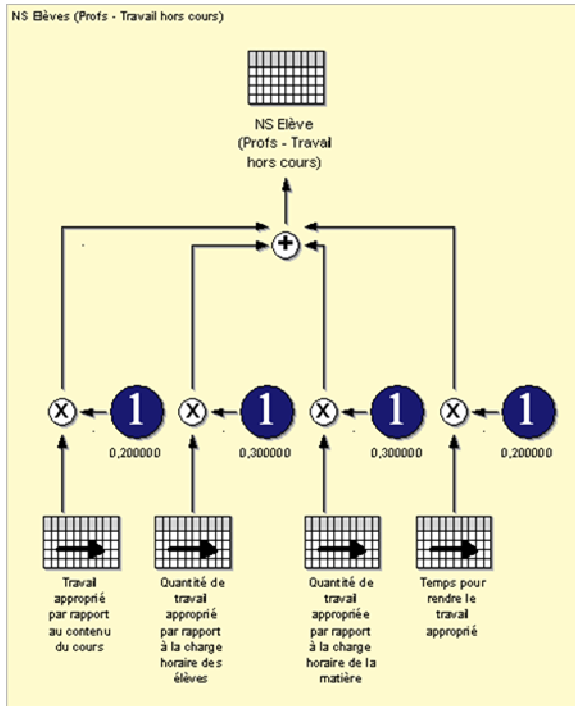 NS Elèves (Profs - Travail hors cours)
NS Elève
(Profs - Travail
hors cours)
+
X
1
X
1
X
1
X
1
0,200000
0,300000
0,300000
0,200000
Travail
approprié
par rapport
au contenu
du cours
Quantité de
travail
approprié
par rapport
à la charge
horaire des
élèves
Quantité de
travail
appropriée
par rapport
à la charge
horaire de la
matière
Temps pour
rendre le
travail
approprié